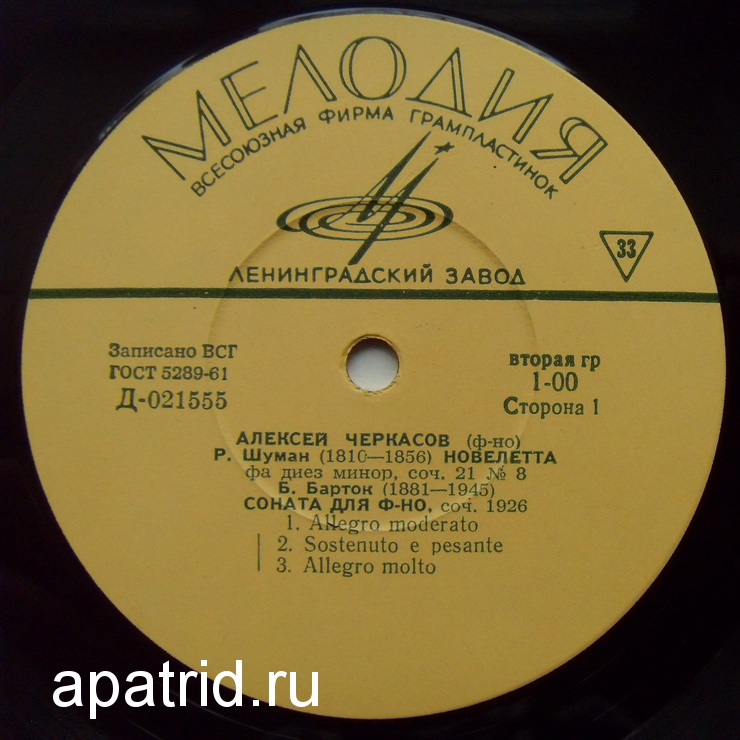 МЕЛОДИЯ
ВСЕСОЮЗНАЯ ФИРМА ГРАМПЛАСТИНОК
33
ЛЕНИНГРАДСКИЙ ЗАВОД
Записано ВСГ
ГОСТ 5289-61
Д-021555
вторая гр
1-00
Сторона 1
АЛЕКСЕЙ ЧЕРКАСОВ (ф-но)
Р. Шуман (1810—1856) НОВЕЛЕТТА
фа диез минор, соч. 21 № 8
Б. Барток (1881—1945)
СОНАТА ДЛЯ Ф-НО, соч. 1926
1. Allegro moderato
2. Sostenuto e pesante
3. Allegro molto
apatrid.ru